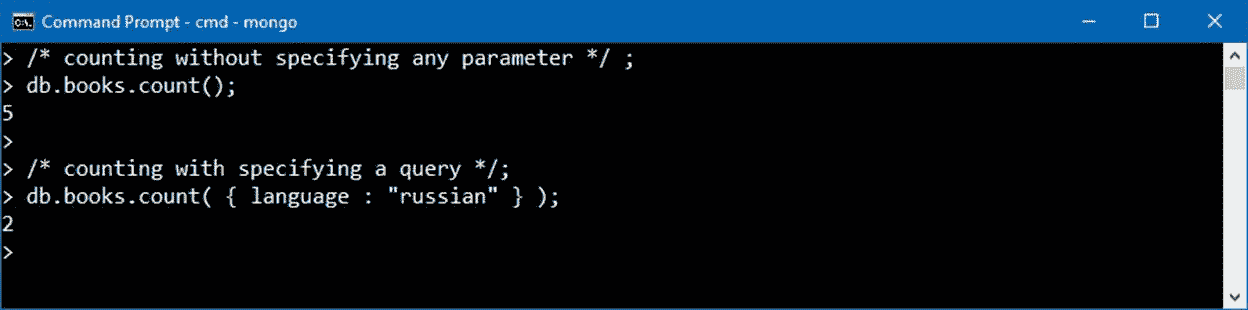 Command Prompt - cmd - mongo
> /* counting without specifying any parameter */ ;
> db.books.count();
5
>
> /* counting with specifying a query */;
> db.books.count( { language : "russian" } );
2
>